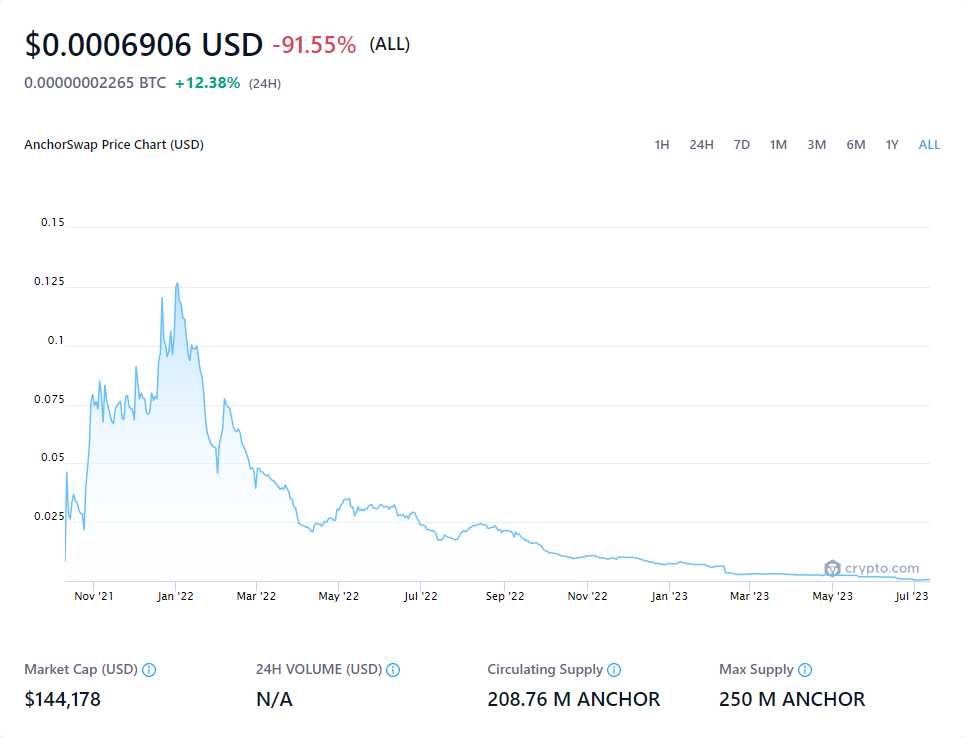 $0.0006906 USD -91.55% (ALL)
0.00000002265 BTC +12.38% (24H)
AnchorSwap Price Chart (USD) 1H 24H 7D 1M 3M 6M 1Y ALL
0.15
0.125
0.1
0.075
0.05
0.025
crypto.com
Nov '21 Jan '22 Mar '22 May '22 Jul '22 Sep '22 Nov '22 Jan '23 Mar '23 May '23 Jul '23
Market Cap (USD) 24H VOLUME (USD) Circulating Supply Max Supply
$144,178 N/A 208.76 M ANCHOR 250 M ANCHOR